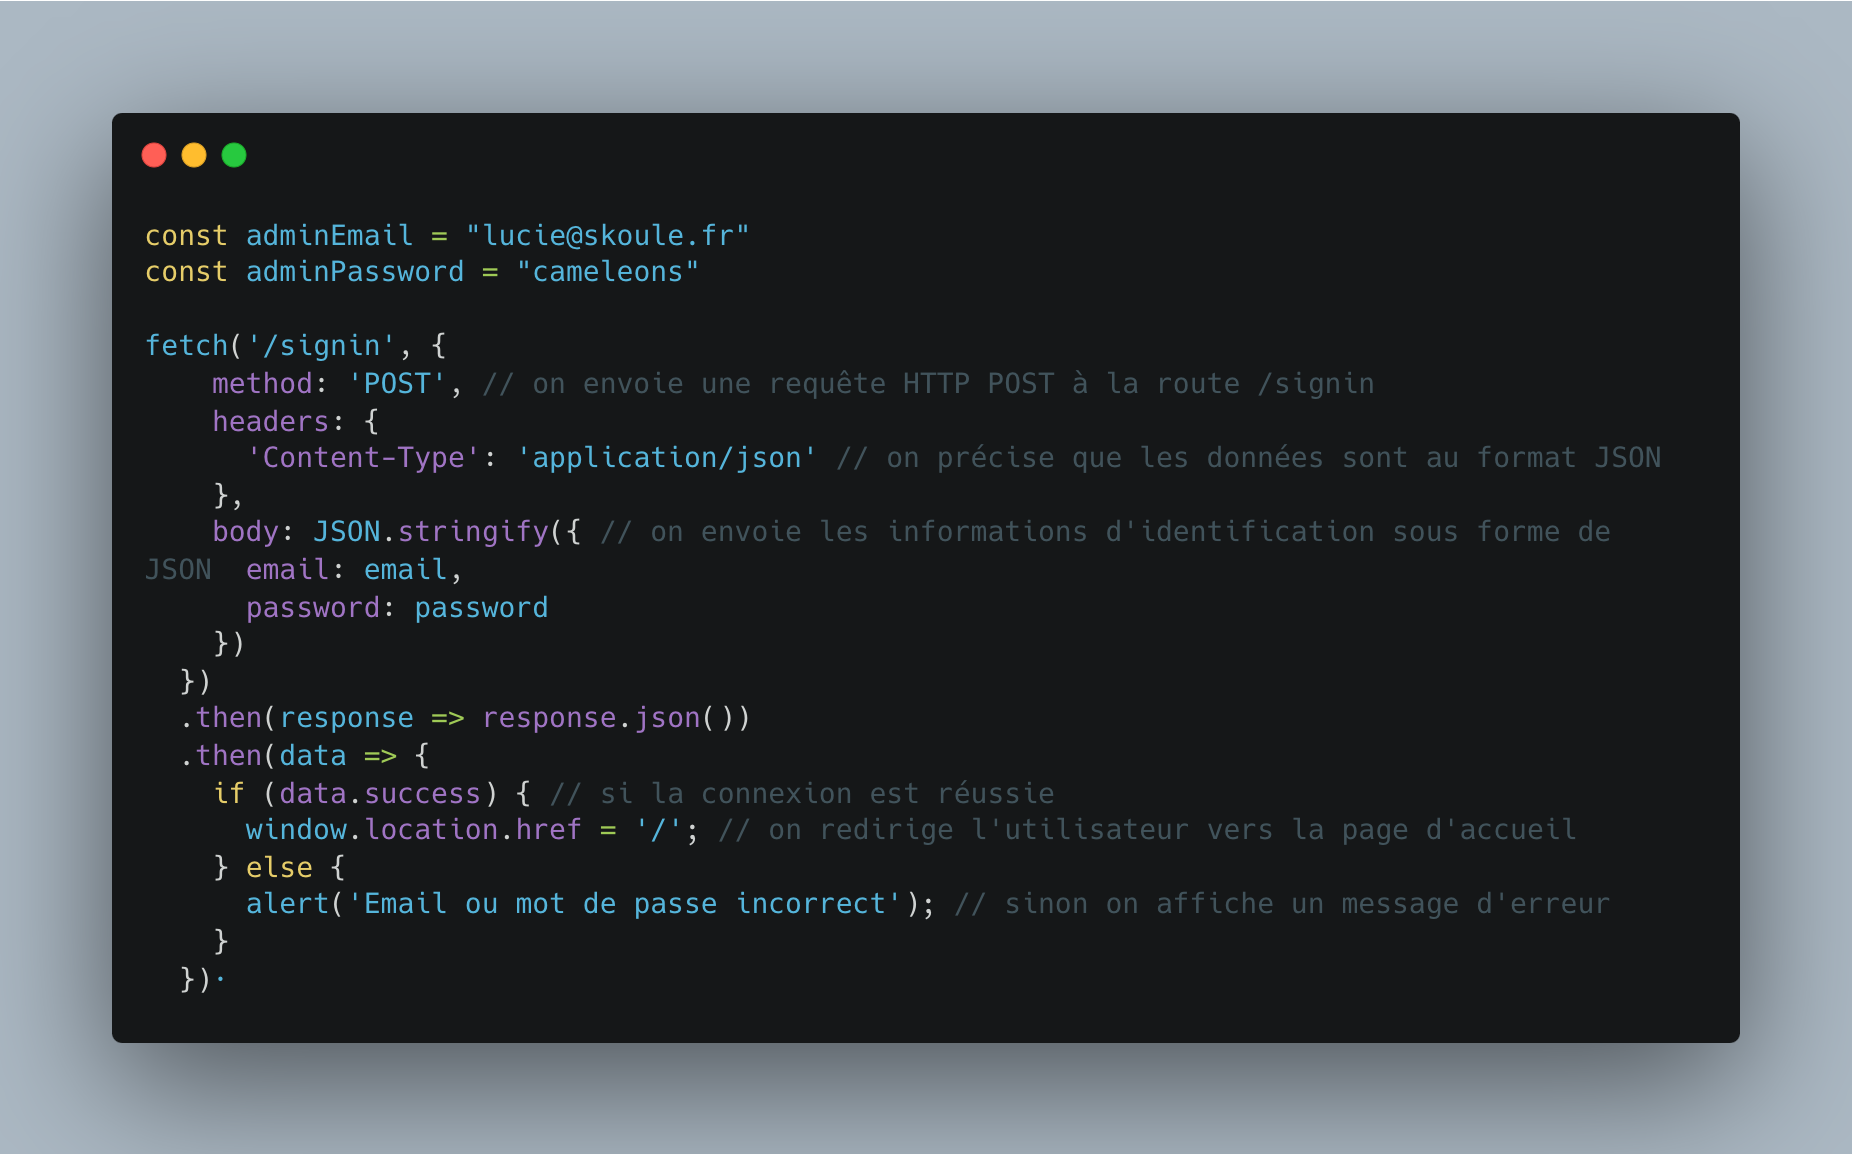 const adminEmail = "lucie@skoule.fr"
const adminPassword = "cameleons"

fetch('/signin', {
    method: 'POST', // on envoie une requête HTTP POST à la route /signin
    headers: {
      'Content-Type': 'application/json' // on précise que les données sont au format JSON
    },
    body: JSON.stringify({ // on envoie les informations d'identification sous forme de
JSON  email: email,
      password: password
    })
  })
  .then(response => response.json())
  .then(data => {
    if (data.success) { // si la connexion est réussie
      window.location.href = '/'; // on redirige l'utilisateur vers la page d'accueil
    } else {
      alert('Email ou mot de passe incorrect'); // sinon on affiche un message d'erreur
    }
  })·